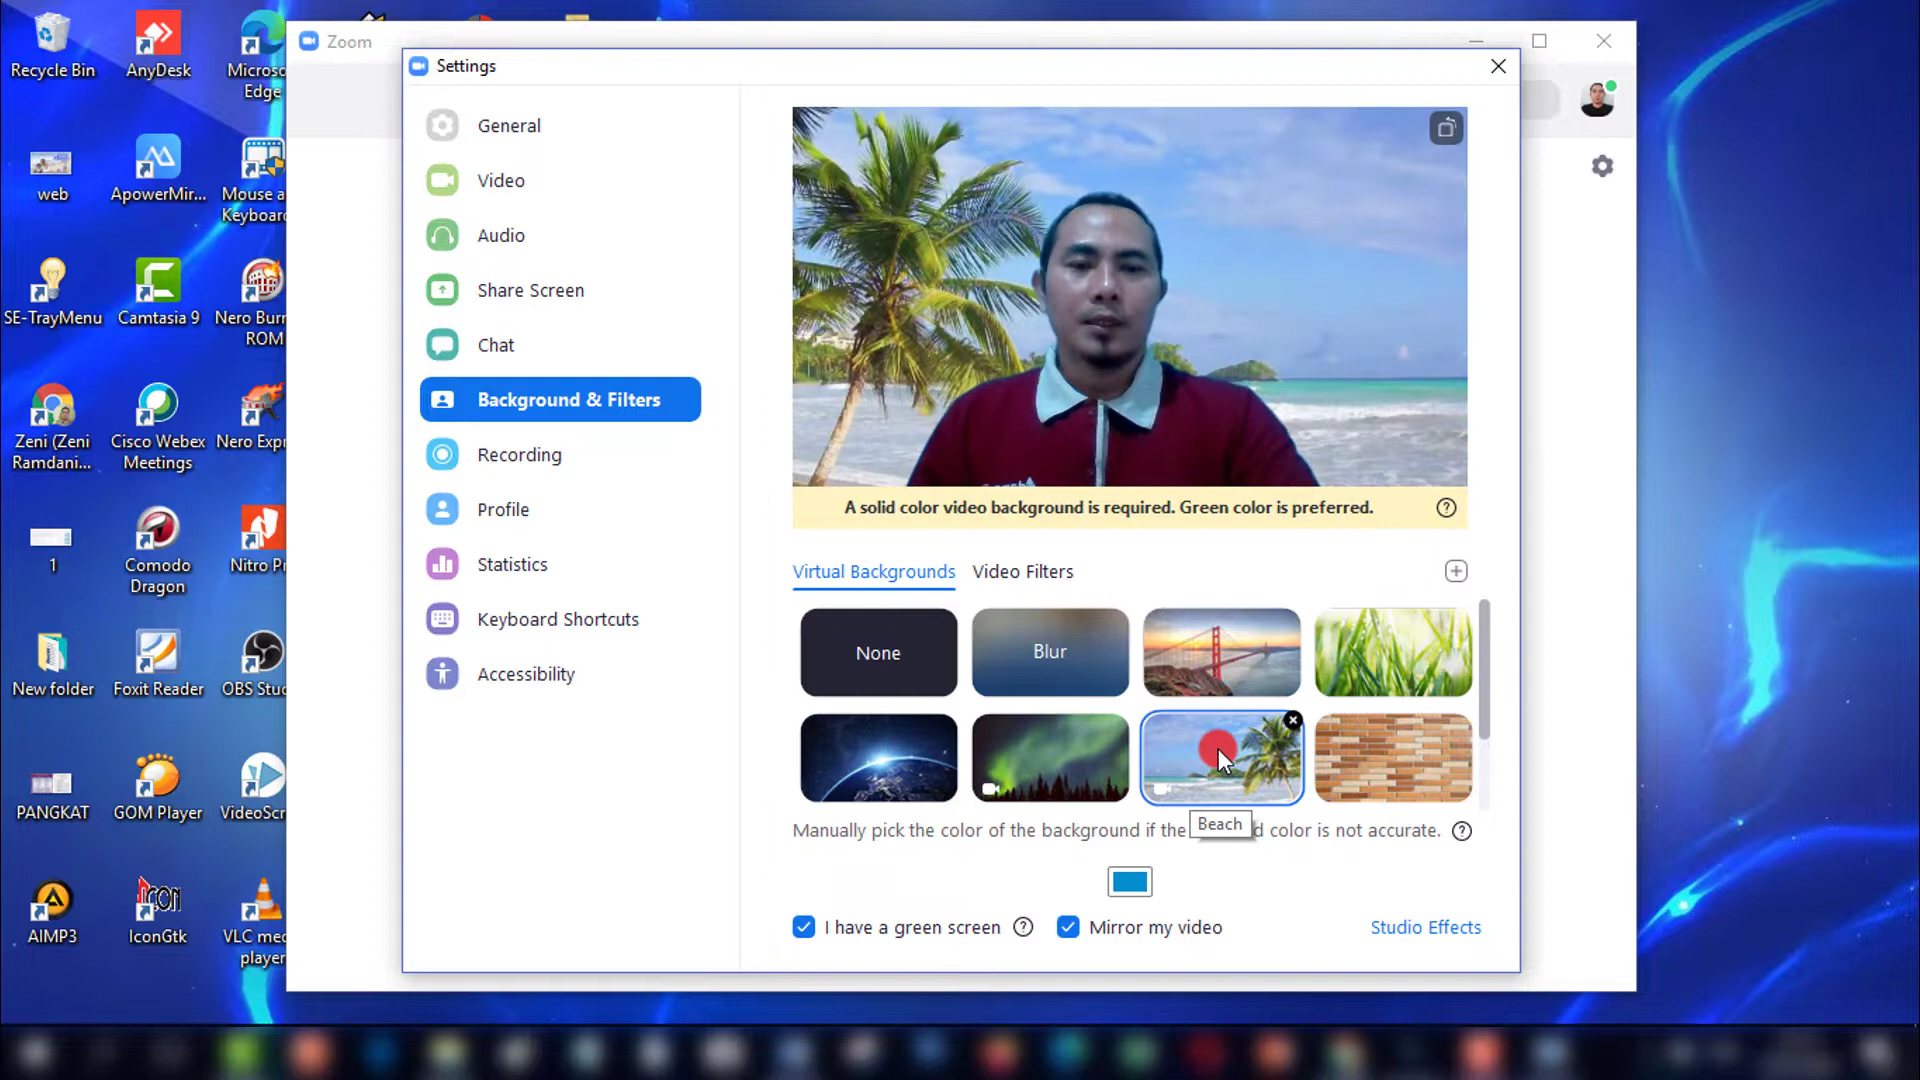 Recycle Bin
AnyDesk
Microso
Edge
web
ApowerMir...
Mouse a
Keyboard
SE-TrayMenu
Camtasia 9
Nero Burn
ROM
Zeni (Zeni
Ramdani...
Cisco Webex
Meetings
Nero Expr
1
Comodo
Dragon
Nitro Pr
New folder
Foxit Reader
OBS Stud
PANGKAT
GOM Player
VideoScr
AIMP3
IconGtk
VLC med
player
Zoom
Settings
General
Video
Audio
Share Screen
Chat
Background & Filters
Recording
Profile
Statistics
Keyboard Shortcuts
Accessibility
A solid color video background is required. Green color is preferred.
Virtual Backgrounds
Video Filters
None
Blur
Beach
Manually pick the color of the background if the d color is not accurate.
I have a green screen
Mirror my video
Studio Effects